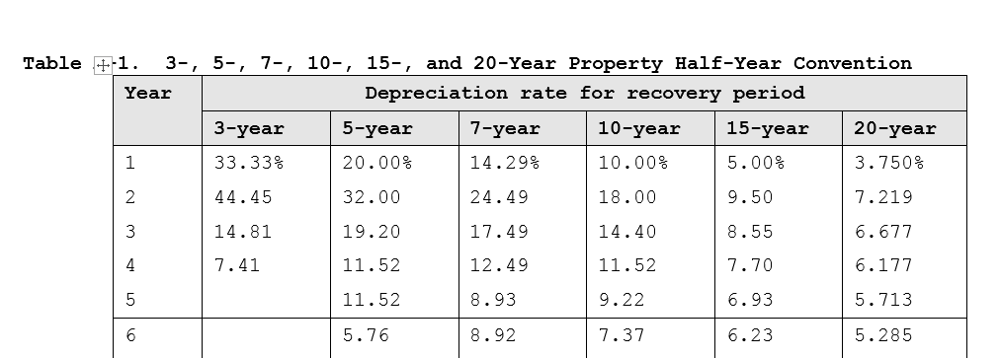 Table -1. 3-, 5-, 7-, 10-, 15-, and 20-Year Property Half-Year Convention
Year Depreciation rate for recovery period
3-year 5-year 7-year 10-year 15-year 20-year
1 33.33% 20.00% 14.29% 10.00% 5.00% 3.750%
2 44.45 32.00 24.49 18.00 9.50 7.219
3 14.81 19.20 17.49 14.40 8.55 6.677
4 7.41 11.52 12.49 11.52 7.70 6.177
5 11.52 8.93 9.22 6.93 5.713
6 5.76 8.92 7.37 6.23 5.285